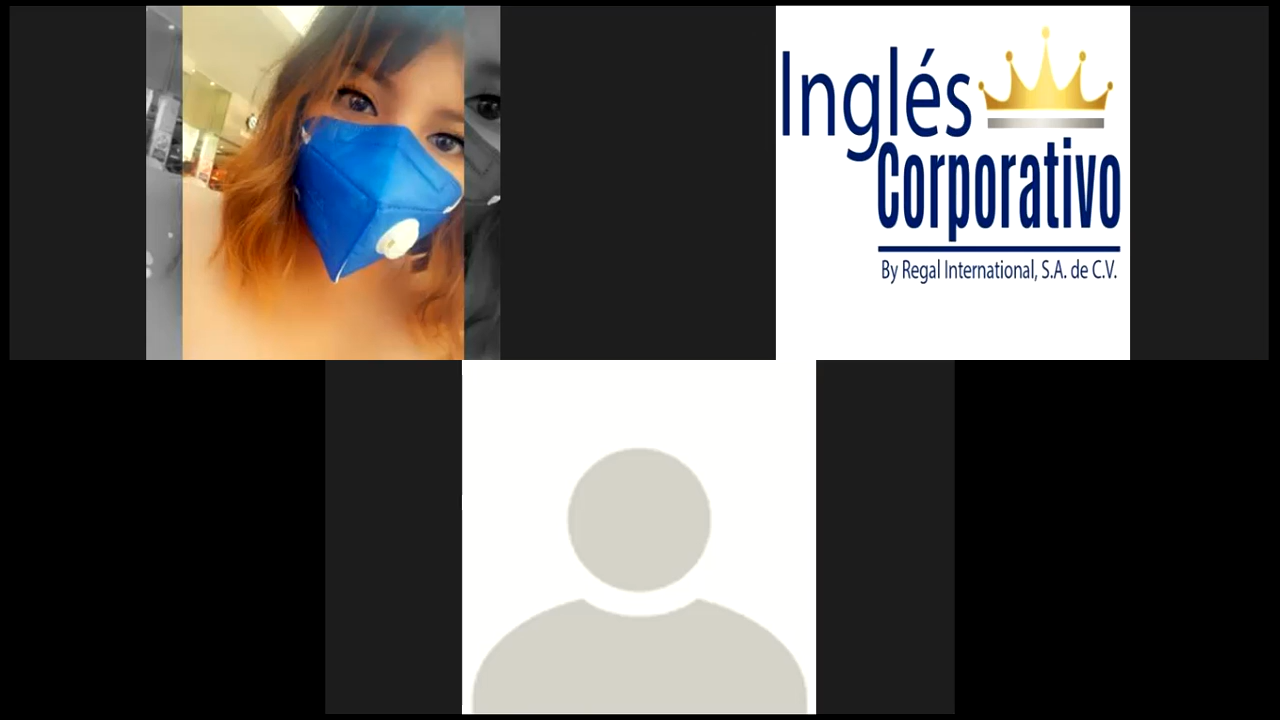 Inglés
Corporativo
By Regal International, S.A. de C.V.